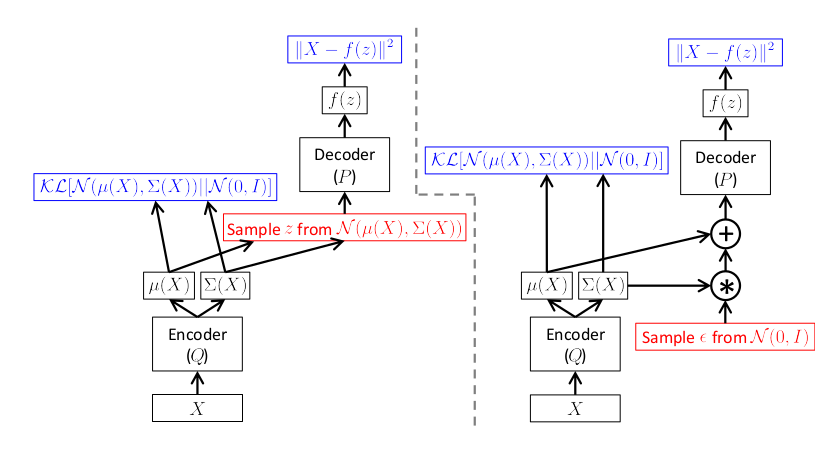 ‖X − f(z)‖²
f(z)
Decoder
(P)
𝒦ℒ[𝒩(μ(X), Σ(X))||𝒩(0, I)]
Sample z from 𝒩(μ(X), Σ(X))
μ(X)
Σ(X)
Encoder
(Q)
X
‖X − f(z)‖²
f(z)
Decoder
(P)
𝒦ℒ[𝒩(μ(X), Σ(X))||𝒩(0, I)]
+
μ(X)
Σ(X)
*
Encoder
(Q)
Sample ϵ from 𝒩(0, I)
X